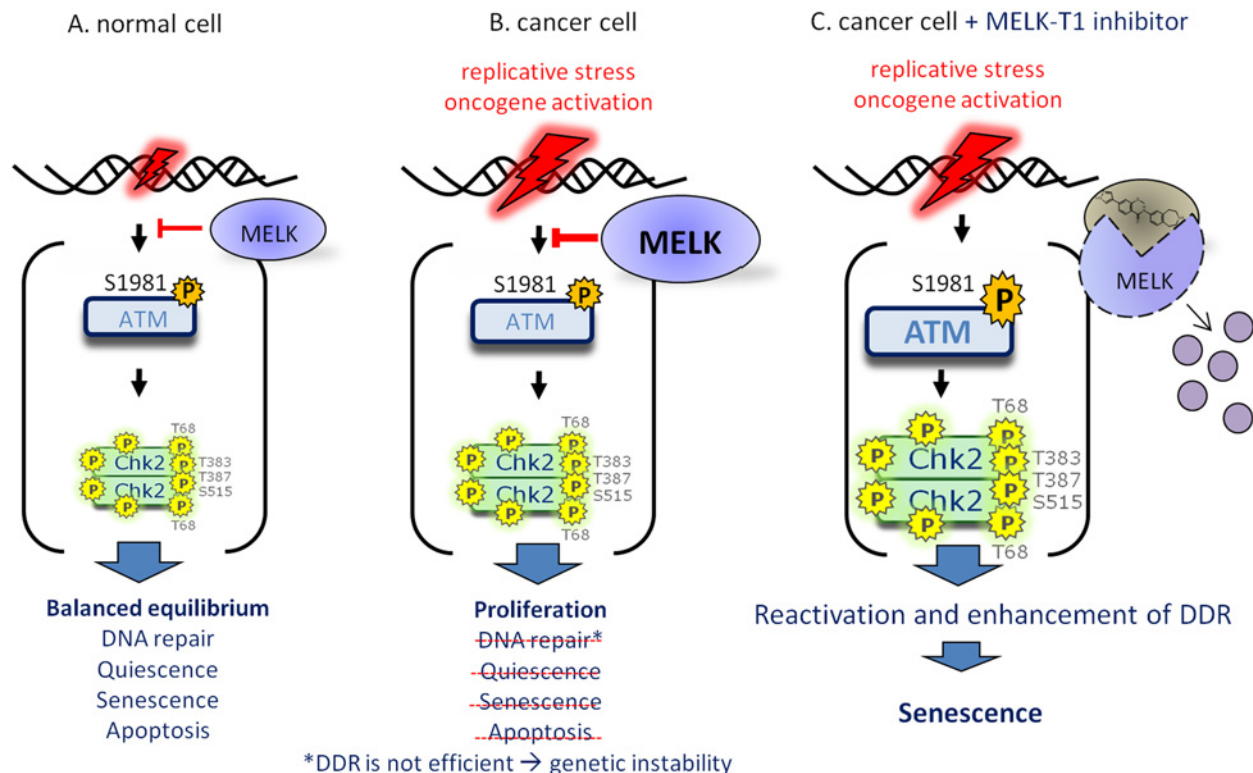 A. normal cell
MELK
S1981
P
ATM
T68
P
P
P
P
Chk2
P
T383
P
T387
P
Chk2
S515
P
P
T68
Balanced equilibrium
DNA repair
Quiescence
Senescence
Apoptosis
B. cancer cell
replicative stress
oncogene activation
MELK
S1981
P
ATM
T68
P
P
P
P
Chk2
P
T383
P
T387
P
Chk2
S515
P
P
T68
Proliferation
DNA repair*
Quiescence
Senescence
Apoptosis
*DDR is not efficient → genetic instability
C. cancer cell + MELK-T1 inhibitor
replicative stress
oncogene activation
MELK
S1981
P
ATM
T68
P
P
P
P
Chk2
P
T383
P
T387
P
Chk2
S515
P
P
T68
Reactivation and enhancement of DDR
Senescence